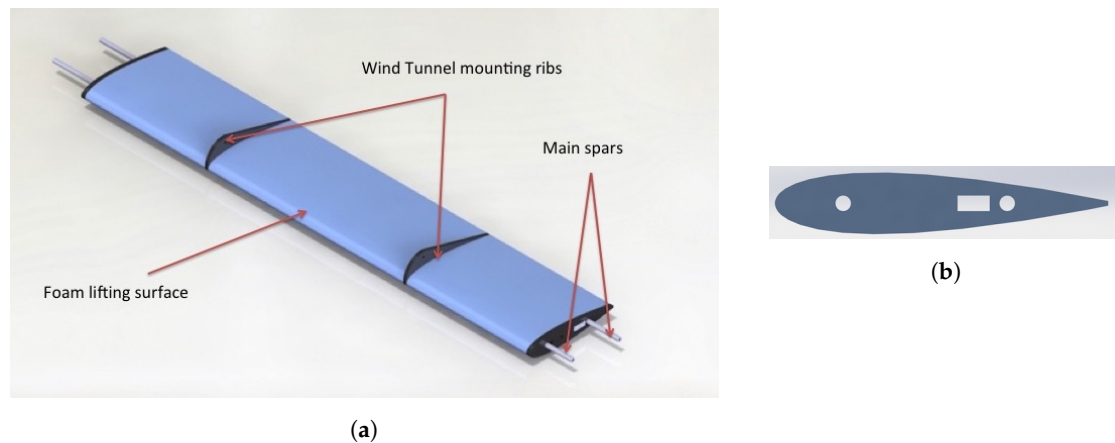 Wind Tunnel mounting ribs
Main spars
Foam lifting surface
(a)
(b)